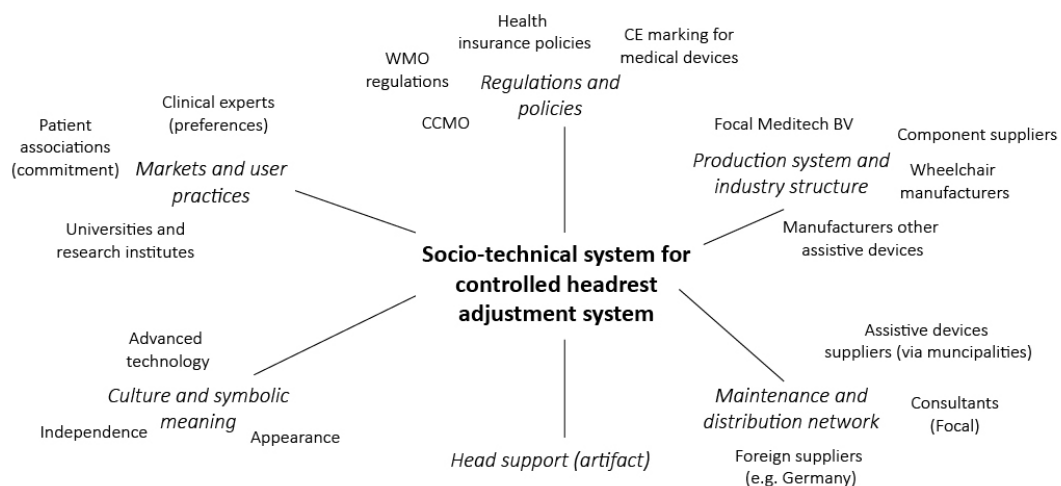 Health
insurance policies
CE marking for
medical devices
WMO
regulations
Regulations and
policies
CCMO
Clinical experts
(preferences)
Patient
associations
(commitment)
Markets and user
practices
Universities and
research institutes
Focal Meditech BV
Component suppliers
Production system and
industry structure
Wheelchair
manufacturers
Manufacturers other
assistive devices
Socio-technical system for
controlled headrest
adjustment system
Advanced
technology
Culture and symbolic
meaning
Independence
Appearance
Head support (artifact)
Assistive devices
suppliers (via muncipalities)
Maintenance and
distribution network
Consultants
(Focal)
Foreign suppliers
(e.g. Germany)